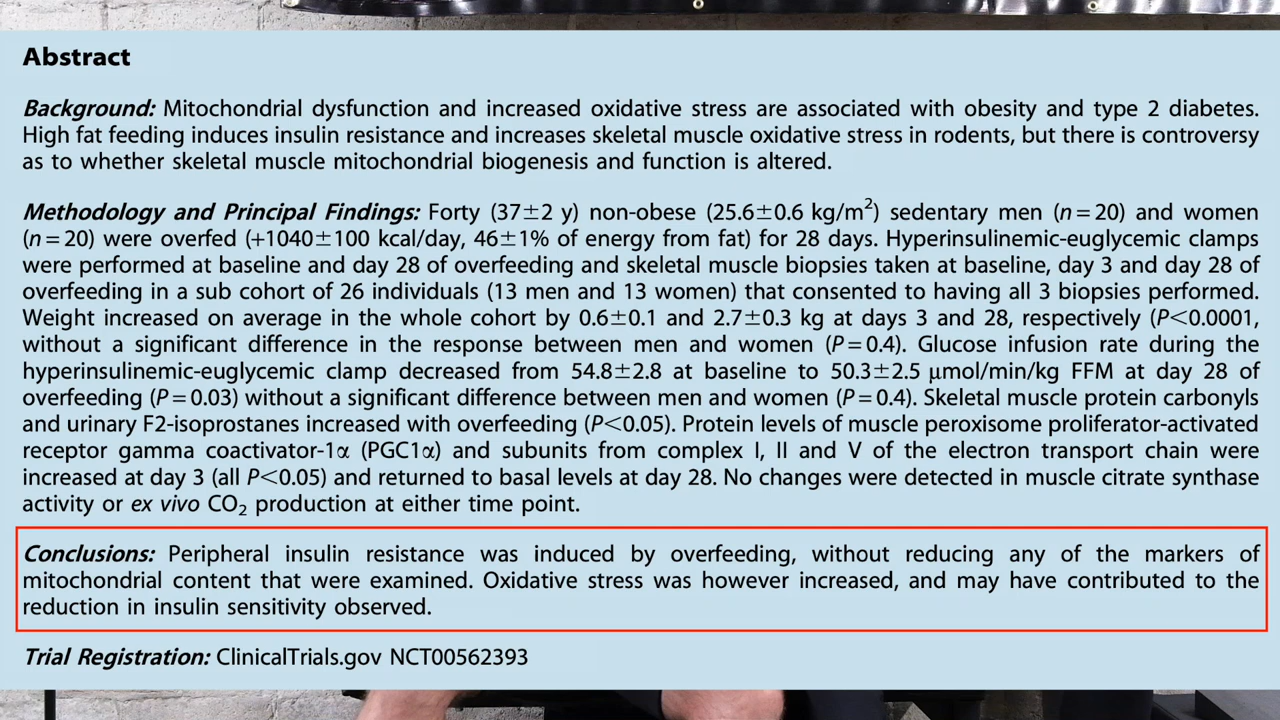 Abstract
Background: Mitochondrial dysfunction and increased oxidative stress are associated with obesity and type 2 diabetes.
High fat feeding induces insulin resistance and increases skeletal muscle oxidative stress in rodents, but there is controversy
as to whether skeletal muscle mitochondrial biogenesis and function is altered.
Methodology and Principal Findings: Forty (37±2 y) non-obese (25.6±0.6 kg/m²) sedentary men (n=20) and women
(n=20) were overfed (+1040±100 kcal/day, 46±1% of energy from fat) for 28 days. Hyperinsulinemic-euglycemic clamps
were performed at baseline and day 28 of overfeeding and skeletal muscle biopsies taken at baseline, day 3 and day 28 of
overfeeding in a sub cohort of 26 individuals (13 men and 13 women) that consented to having all 3 biopsies performed.
Weight increased on average in the whole cohort by 0.6±0.1 and 2.7±0.3 kg at days 3 and 28, respectively (P<0.0001,
without a significant difference in the response between men and women (P=0.4). Glucose infusion rate during the
hyperinsulinemic-euglycemic clamp decreased from 54.8±2.8 at baseline to 50.3±2.5 μmol/min/kg FFM at day 28 of
overfeeding (P=0.03) without a significant difference between men and women (P=0.4). Skeletal muscle protein carbonyls
and urinary F2-isoprostanes increased with overfeeding (P<0.05). Protein levels of muscle peroxisome proliferator-activated
receptor gamma coactivator-1α (PGC1α) and subunits from complex I, II and V of the electron transport chain were
increased at day 3 (all P<0.05) and returned to basal levels at day 28. No changes were detected in muscle citrate synthase
activity or ex vivo CO₂ production at either time point.
Conclusions: Peripheral insulin resistance was induced by overfeeding, without reducing any of the markers of
mitochondrial content that were examined. Oxidative stress was however increased, and may have contributed to the
reduction in insulin sensitivity observed.
Trial Registration: ClinicalTrials.gov NCT00562393